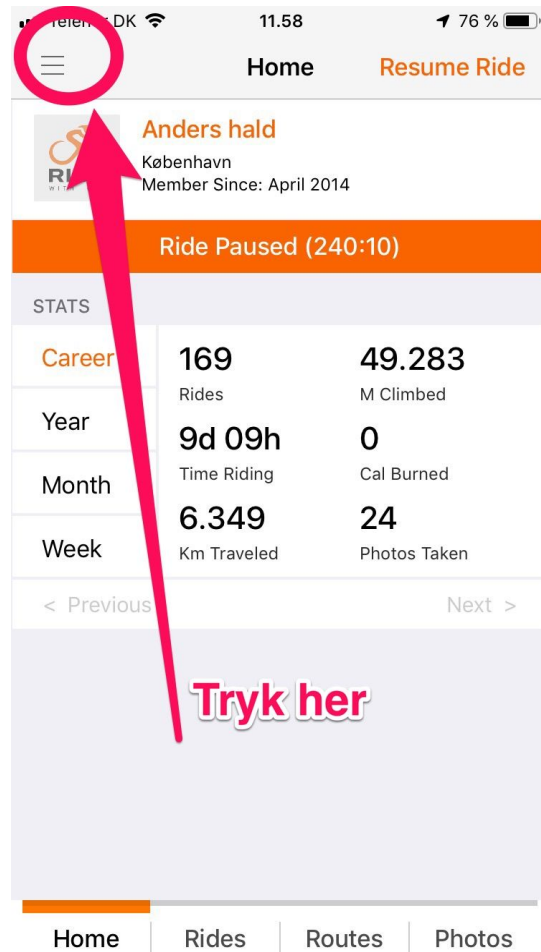 DK 11.58 76 %
Home Resume Ride
Anders hald
København
Member Since: April 2014
Ride Paused (240:10)
STATS
Career
Year
Month
Week
169 49.283
Rides M Climbed
9d 09h 0
Time Riding Cal Burned
6.349 24
Km Traveled Photos Taken
< Previous Next >
Tryk her
Home Rides Routes Photos